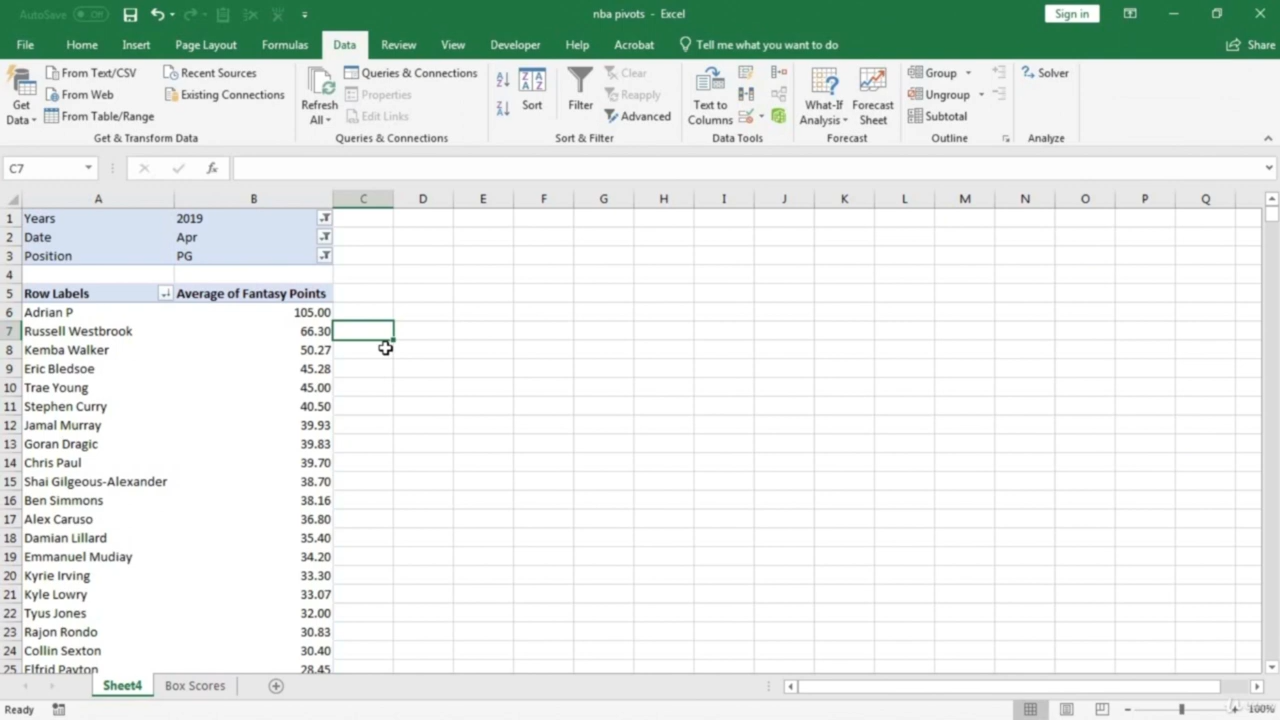 AutoSave Off nba pivots - Excel Sign in
File Home Insert Page Layout Formulas Data Review View Developer Help Acrobat Tell me what you want to do Share
Get Data
From Text/CSV
From Web
From Table/Range
Recent Sources
Existing Connections
Get & Transform Data
Refresh All
Queries & Connections
Properties
Edit Links
Queries & Connections
Sort
Filter
Clear
Reapply
Advanced
Sort & Filter
Text to Columns
Data Tools
What-If Analysis
Forecast Sheet
Forecast
Group
Ungroup
Subtotal
Outline
Solver
Analyze
C7 fx
A B C D E F G H I J K L M N O P Q
1 Years 2019
2 Date Apr
3 Position PG
4
5 Row Labels Average of Fantasy Points
6 Adrian P 105.00
7 Russell Westbrook 66.30
8 Kemba Walker 50.27
9 Eric Bledsoe 45.28
10 Trae Young 45.00
11 Stephen Curry 40.50
12 Jamal Murray 39.93
13 Goran Dragic 39.83
14 Chris Paul 39.70
15 Shai Gilgeous-Alexander 38.70
16 Ben Simmons 38.16
17 Alex Caruso 36.80
18 Damian Lillard 35.40
19 Emmanuel Mudiay 34.20
20 Kyrie Irving 33.30
21 Kyle Lowry 33.07
22 Tyus Jones 32.00
23 Rajon Rondo 30.83
24 Collin Sexton 30.40
25 Elfrid Payton 28.45
Sheet4 Box Scores
Ready 100%